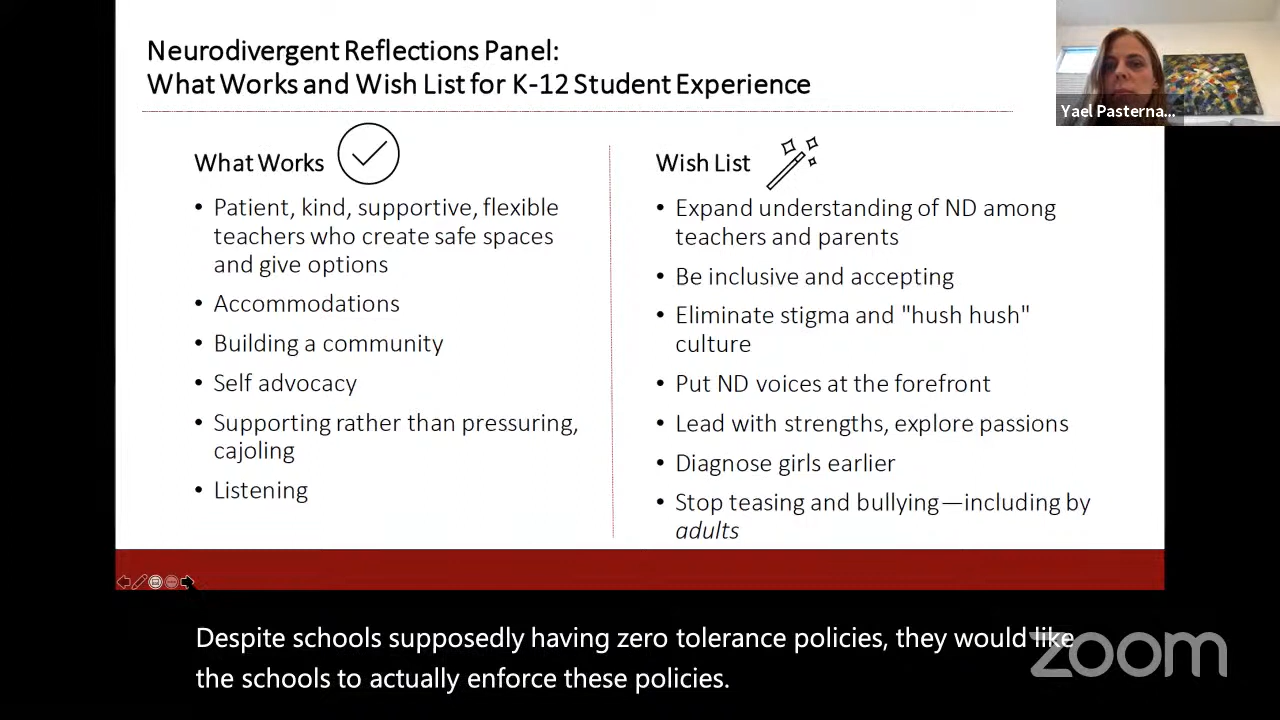 Neurodivergent Reflections Panel:
What Works and Wish List for K-12 Student Experience
Yael Pasterna...
What Works
• Patient, kind, supportive, flexible
teachers who create safe spaces
and give options
• Accommodations
• Building a community
• Self advocacy
• Supporting rather than pressuring,
cajoling
• Listening
Wish List
• Expand understanding of ND among
teachers and parents
• Be inclusive and accepting
• Eliminate stigma and "hush hush"
culture
• Put ND voices at the forefront
• Lead with strengths, explore passions
• Diagnose girls earlier
• Stop teasing and bullying—including by
adults
Despite schools supposedly having zero tolerance policies, they would like
the schools to actually enforce these policies.
zoom